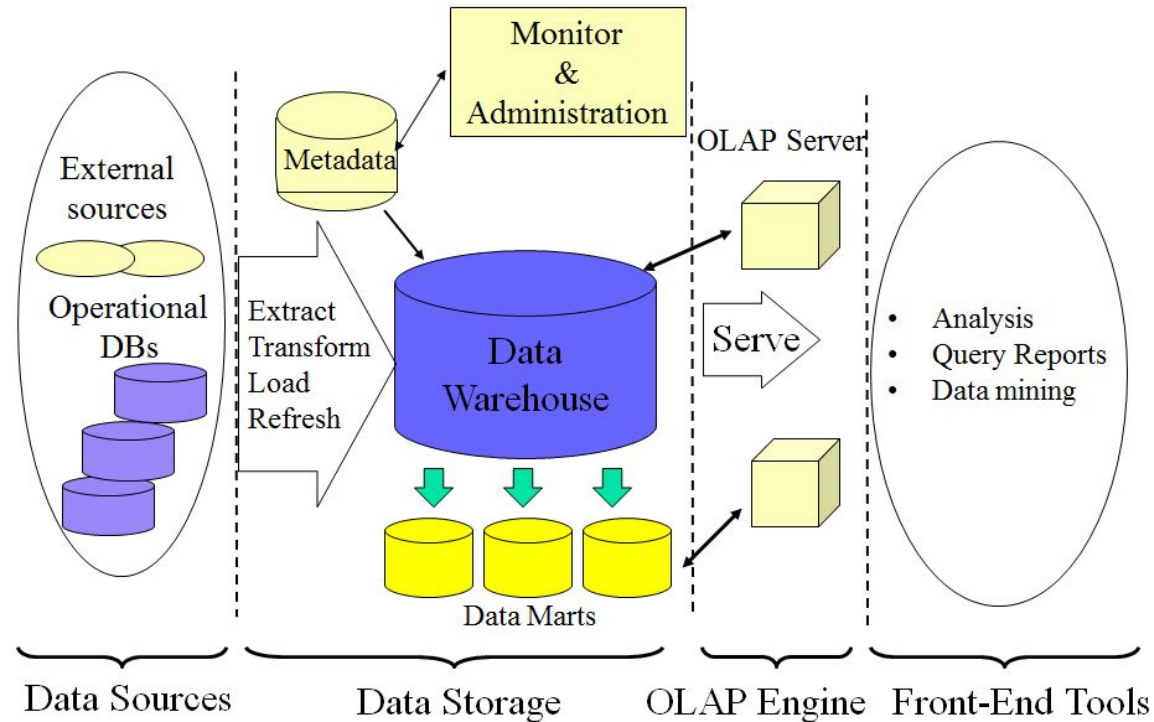 Monitor
&
Administration
Metadata
OLAP Server
External
sources
Operational
DBs
Extract
Transform
Load
Refresh
Data
Warehouse
Serve
• Analysis
• Query Reports
• Data mining
Data Marts
Data Sources
Data Storage
OLAP Engine
Front-End Tools